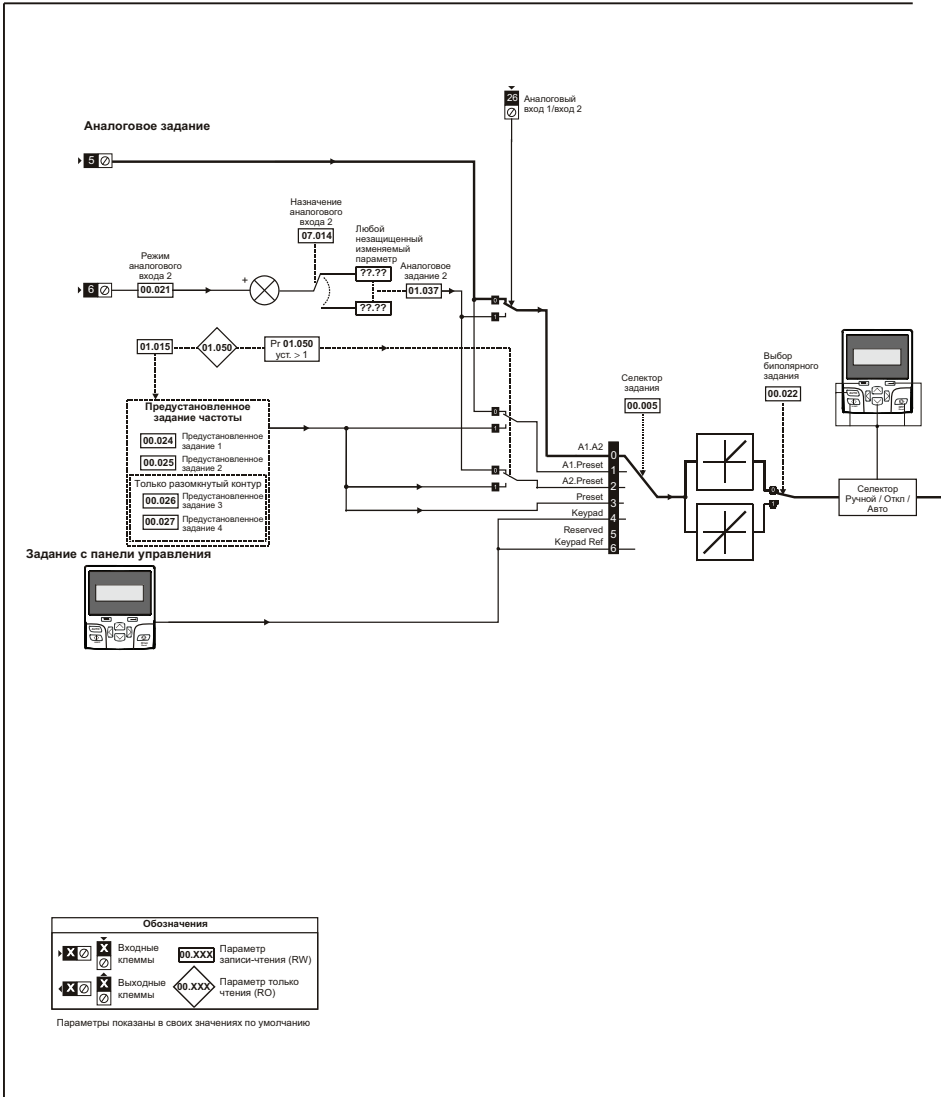 26
Аналоговый
вход 1/вход 2
Аналоговое задание
5
Назначение
аналогового
входа 2
07.014
Любой
незащищенный
изменяемый
параметр
??.??
??.??
Режим
аналогового
входа 2
6
00.021
+
Аналоговое
задание 2
01.037
0
1
01.015
01.050
Pr 01.050
уст. > 1
Предустановленное
задание частоты
00.024 Предустановленное
задание 1
00.025 Предустановленное
задание 2
Только разомкнутый контур
00.026 Предустановленное
задание 3
00.027 Предустановленное
задание 4
0
1
0
1
A1.A2 0
A1.Preset 1
A2.Preset 2
Preset 3
Keypad 4
Reserved 5
Keypad Ref 6
Селектор
задания
00.005
Выбор
биполярного
задания
00.022
0
1
Селектор
Ручной / Откл /
Авто
Задание с панели управления
Обозначения
X X Входные
клеммы
00.XXX Параметр
записи-чтения (RW)
X X Выходные
клеммы
00.XXX Параметр только
чтения (RO)
Параметры показаны в своих значениях по умолчанию